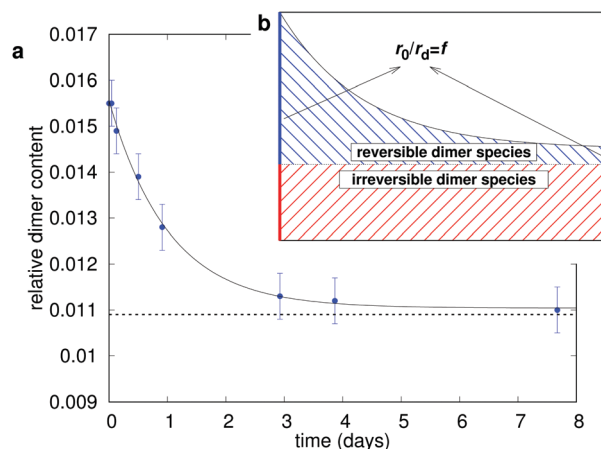 a
b
0.017
0.016
0.015
0.014
0.013
0.012
0.011
0.01
0.009
relative dimer content
r0/rd=f
reversible dimer species
irreversible dimer species
0 1 2 3 4 5 6 7 8
time (days)